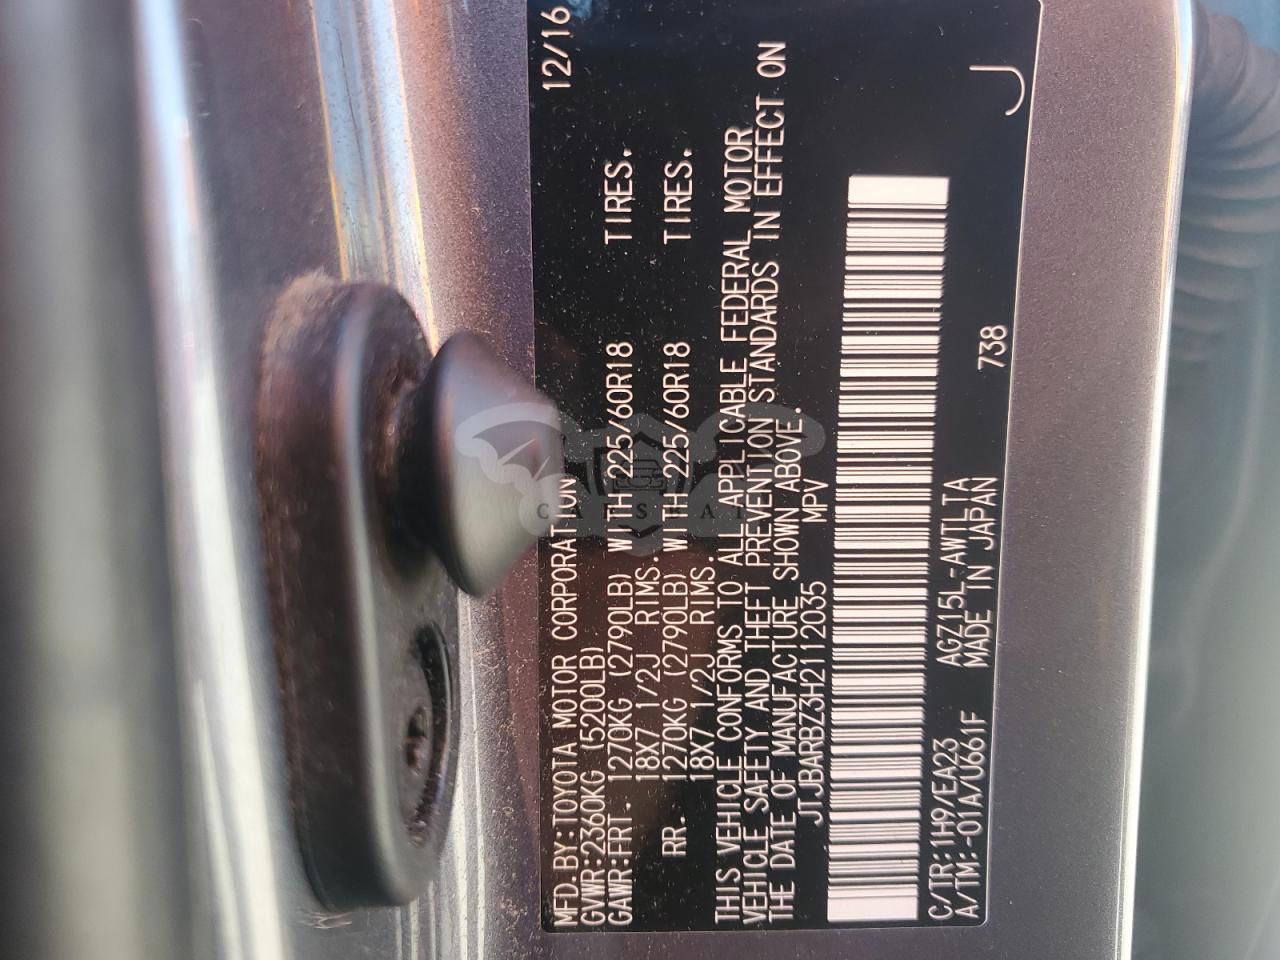 MFD.BY:TOYOTA MOTOR CORPORATION 12/16
GVWR:2360KG (5200LB)
GAWR:FRT. 1270KG (2790LB) WITH 225/60R18 TIRES.
18X7 1/2J RIMS.
RR. 1270KG (2790LB) WITH 225/60R18 TIRES.
18X7 1/2J RIMS.
THIS VEHICLE CONFORMS TO ALL APPLICABLE FEDERAL MOTOR
VEHICLE SAFETY AND THEFT PREVENTION STANDARDS IN EFFECT ON
THE DATE OF MANUFACTURE SHOWN ABOVE.
JTJBARBZ3H2112035 MPV
C/TR:1H9/EA23 AGZ15L-AWTLTA
A/TM:-01A/U661F MADE IN JAPAN 738
J